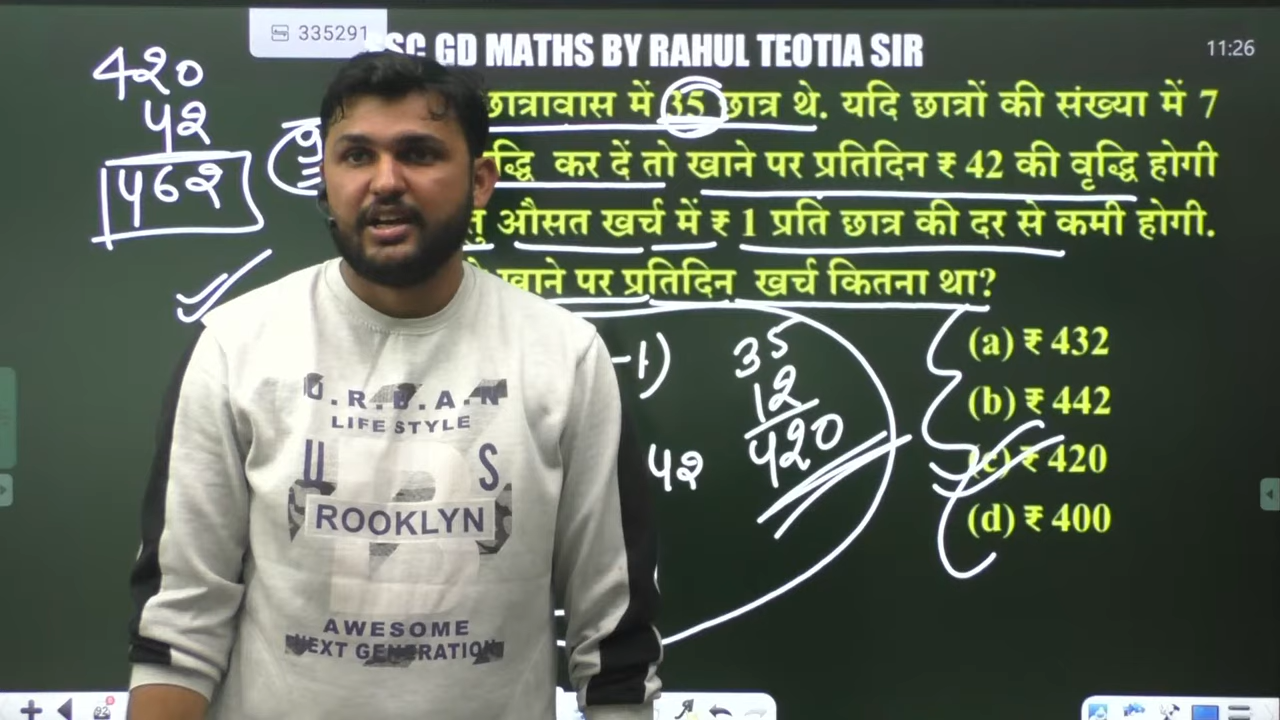 335291
GD MATHS BY RAHUL TEOTIA SIR
11:26
420
42
462
छात्रावास में 35 छात्र थे. यदि छात्रों की संख्या में 7
कर दें तो खाने पर प्रतिदिन ₹ 42 की वृद्धि होगी
औसत खर्च में ₹ 1 प्रति छात्र की दर से कमी होगी.
खाने पर प्रतिदिन खर्च कितना था?
-1)
42
35
12
420
(a) ₹ 432
(b) ₹ 442
(c) ₹ 420
(d) ₹ 400
U.R.B.A.N
LIFE STYLE
U S
ROOKLYN
AWESOME
NEXT GENERATION